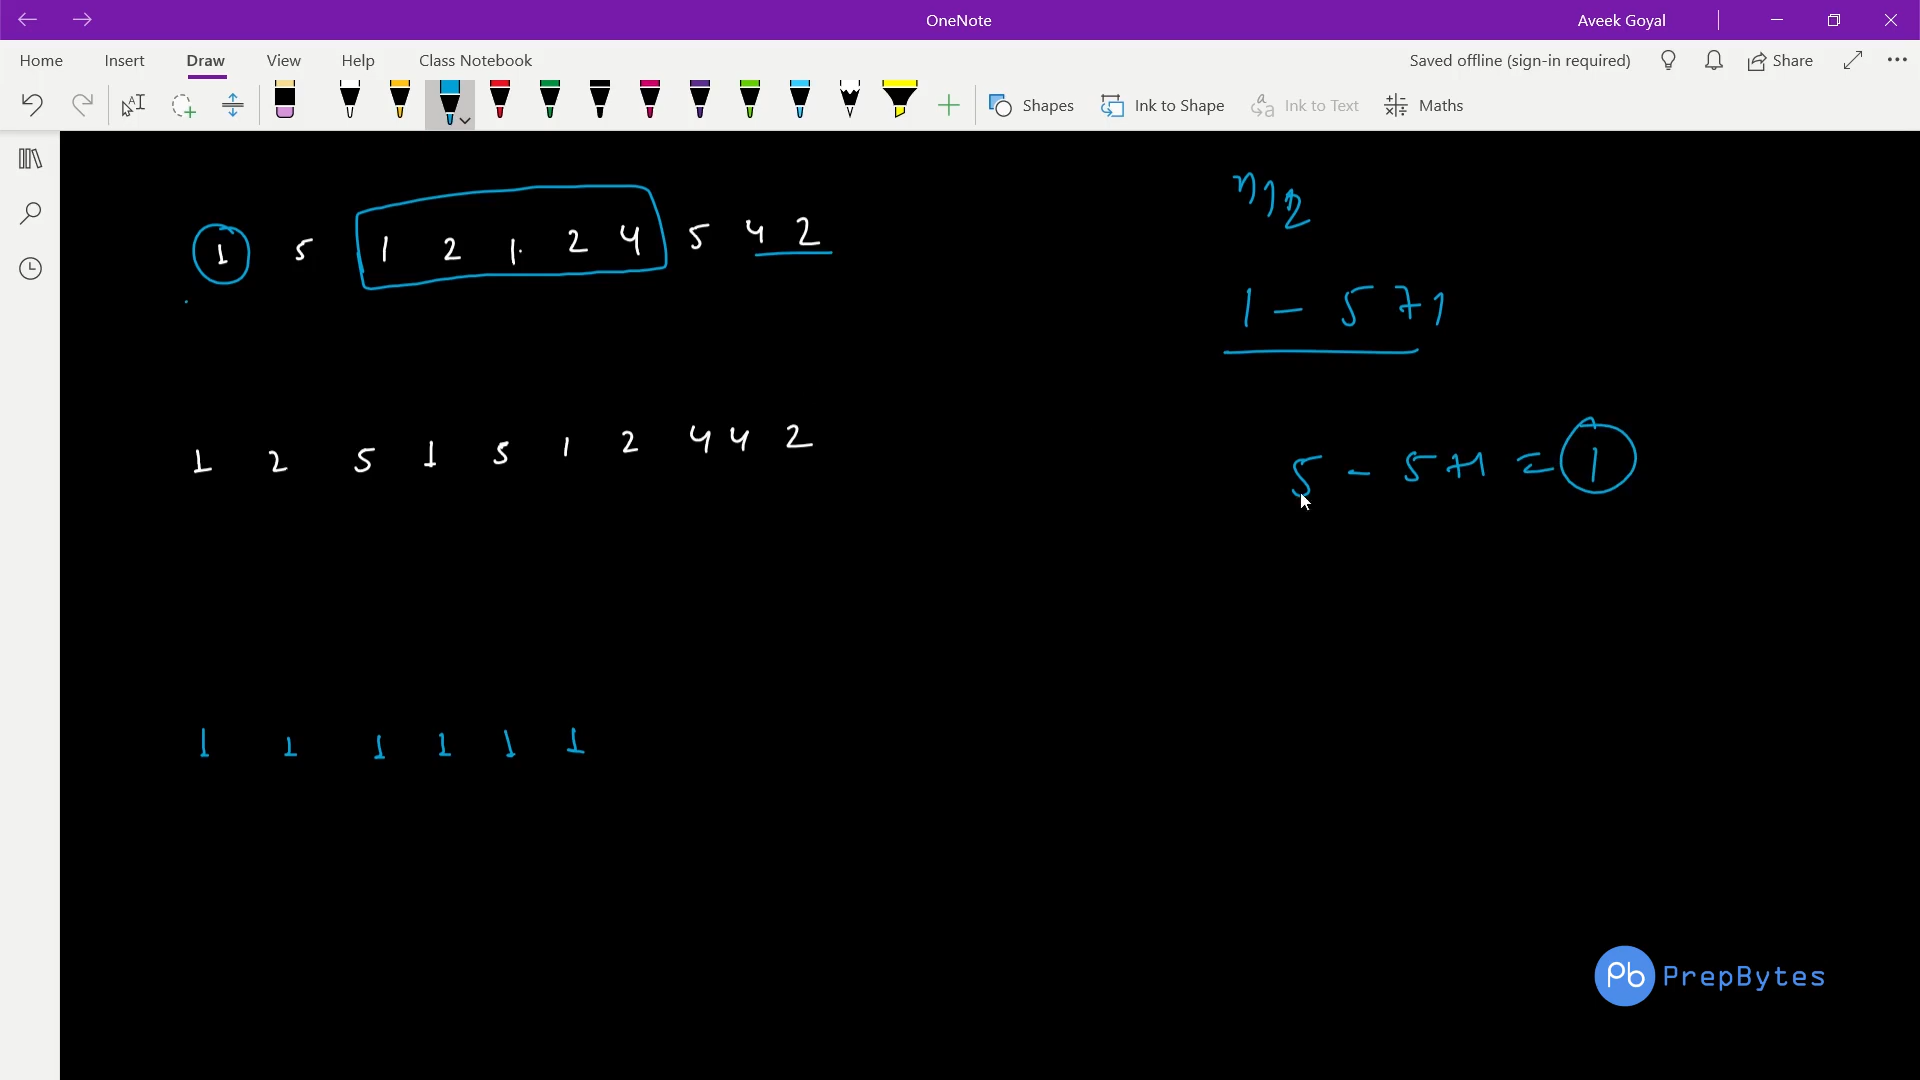 OneNote
Aveek Goyal
Home Insert Draw View Help Class Notebook
Saved offline (sign-in required) Share
Shapes Ink to Shape Ink to Text Maths
n/2
1 5 1 2 1 2 4 5 4 2
1 - 5 + 1
1 2 5 1 5 1 2 4 4 2
5 - 5 + 1 = 1
1 1 1 1 1 1
Pb PrepBytes